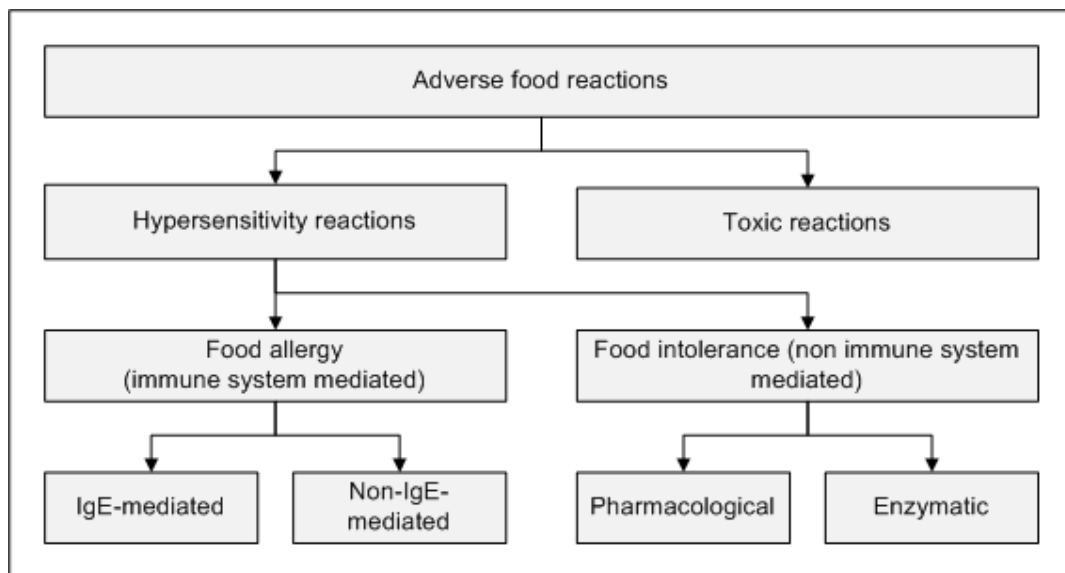 Adverse food reactions
Hypersensitivity reactions
Toxic reactions
Food allergy
(immune system mediated)
Food intolerance (non immune system
mediated)
IgE-mediated
Non-IgE-
mediated
Pharmacological
Enzymatic